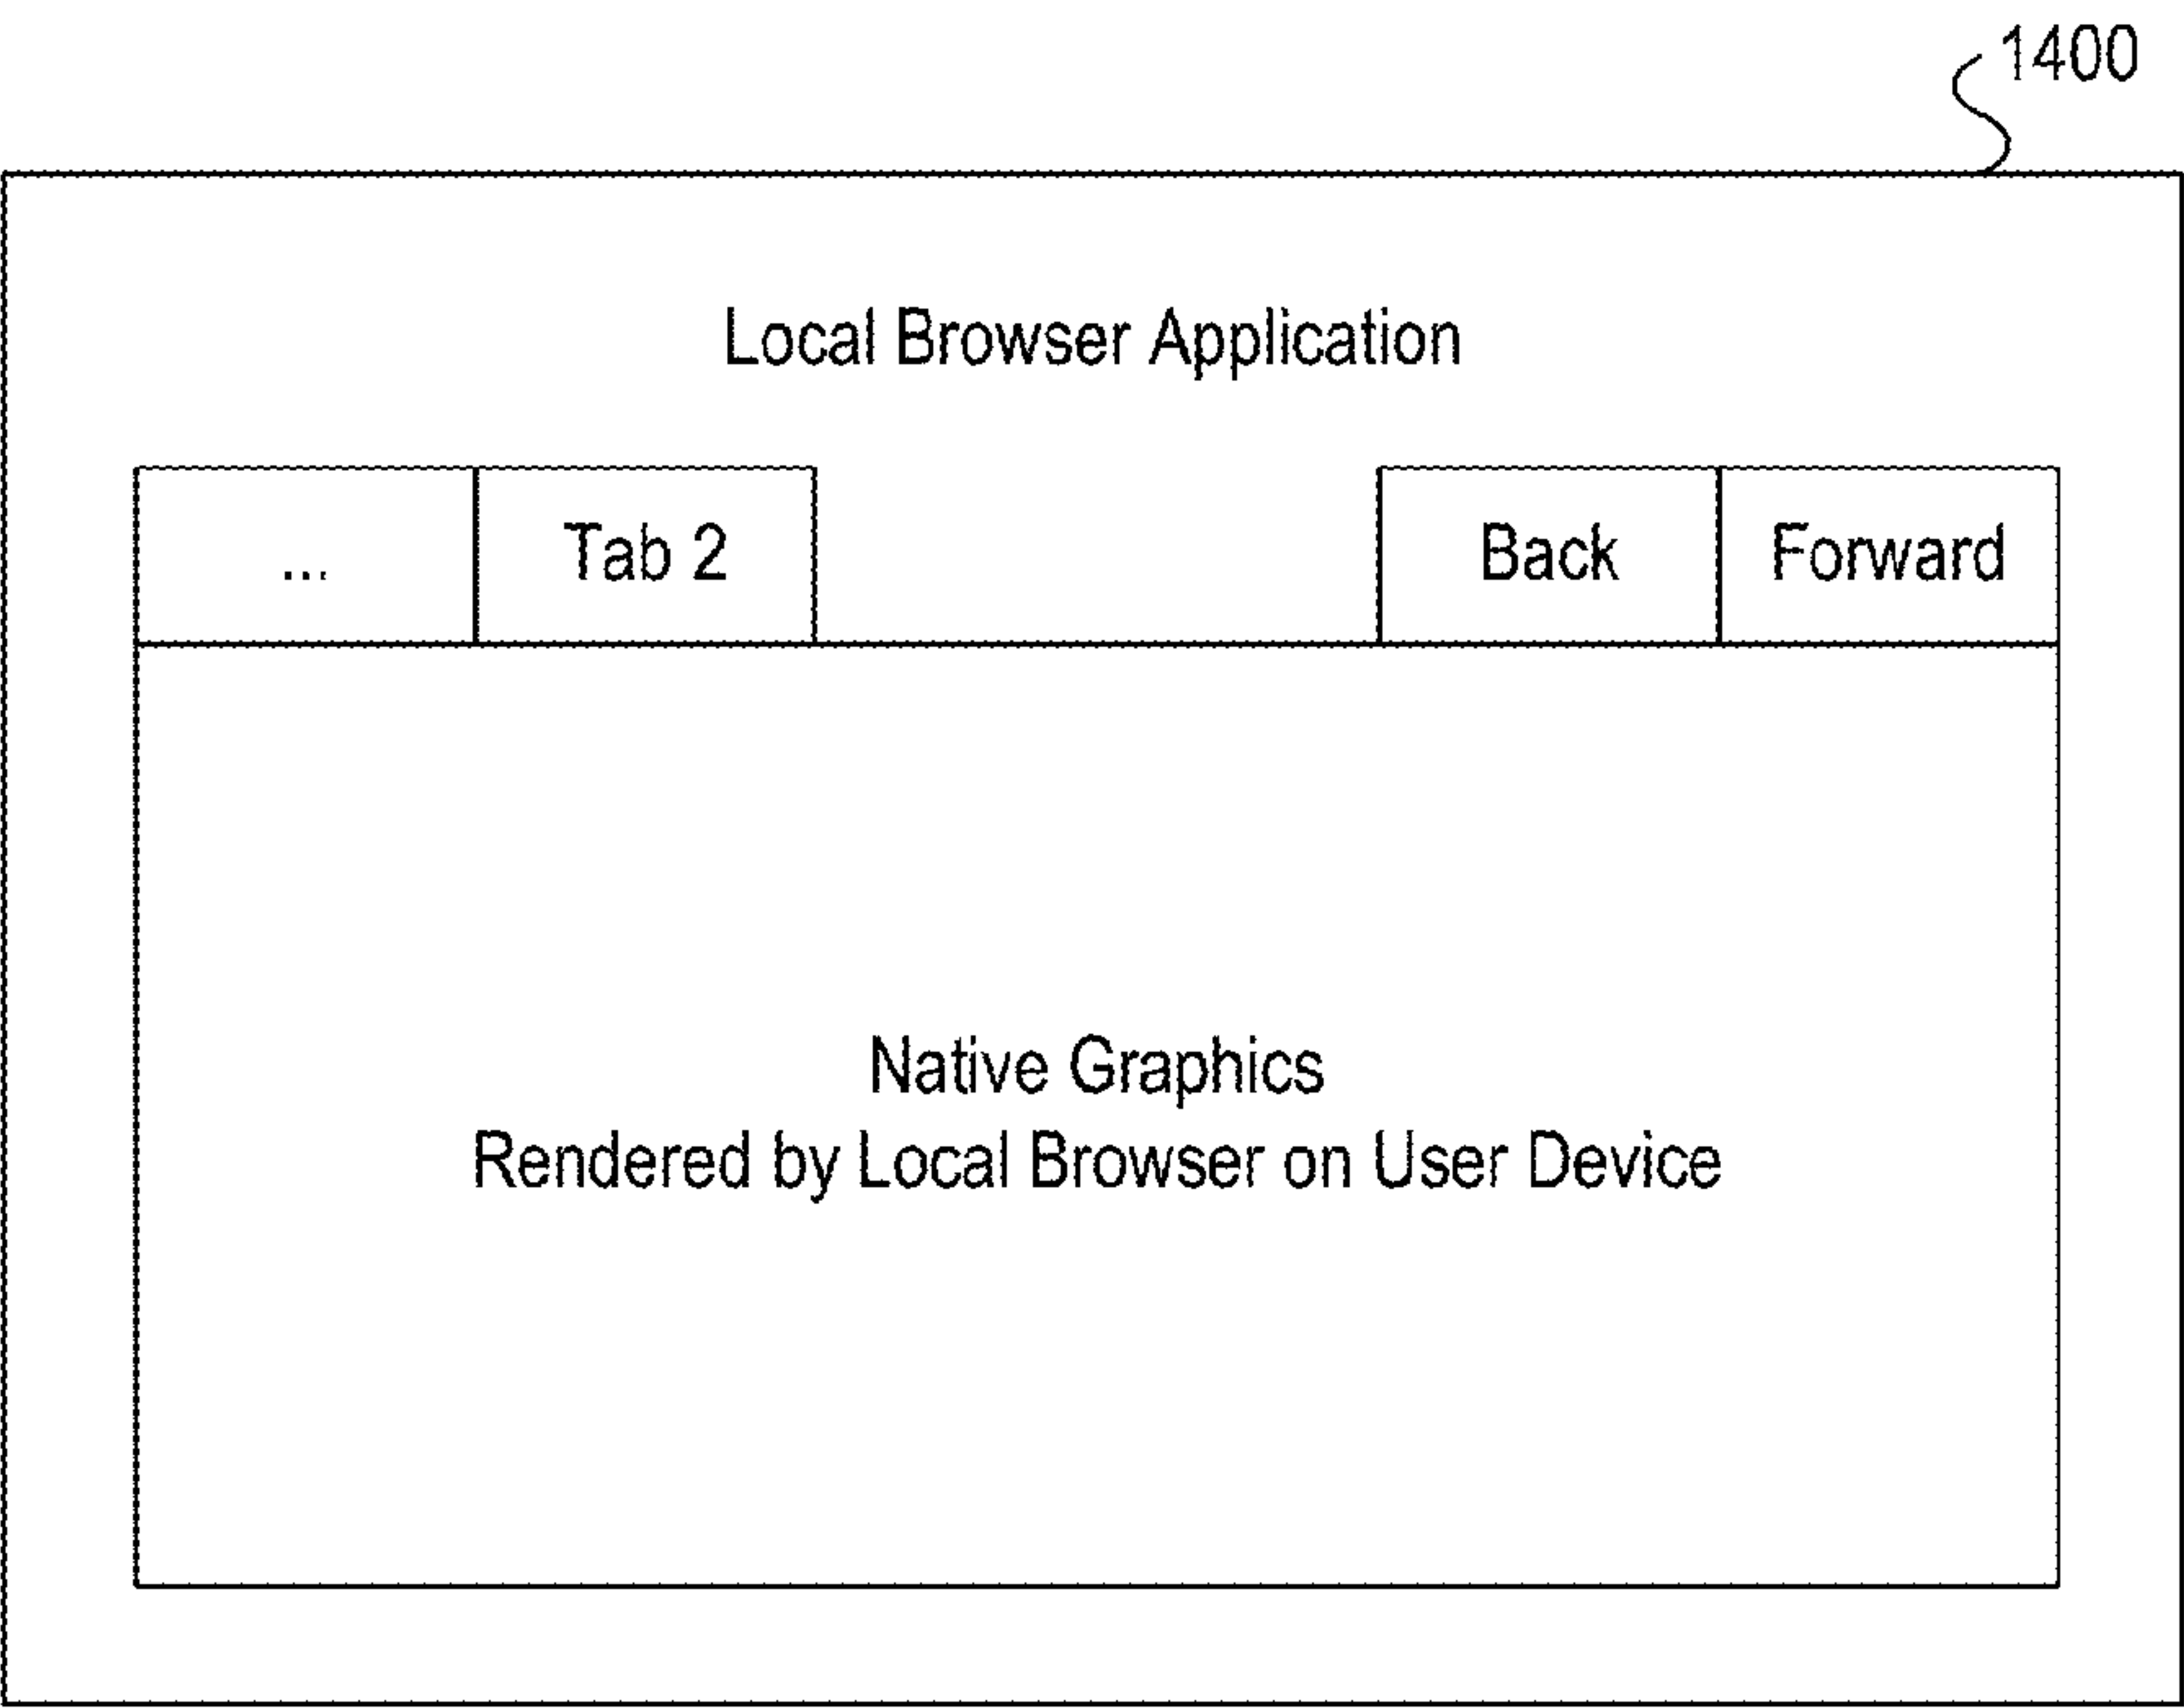 1400
Local Browser Application
... Tab 2 Back Forward
Native Graphics
Rendered by Local Browser on User Device